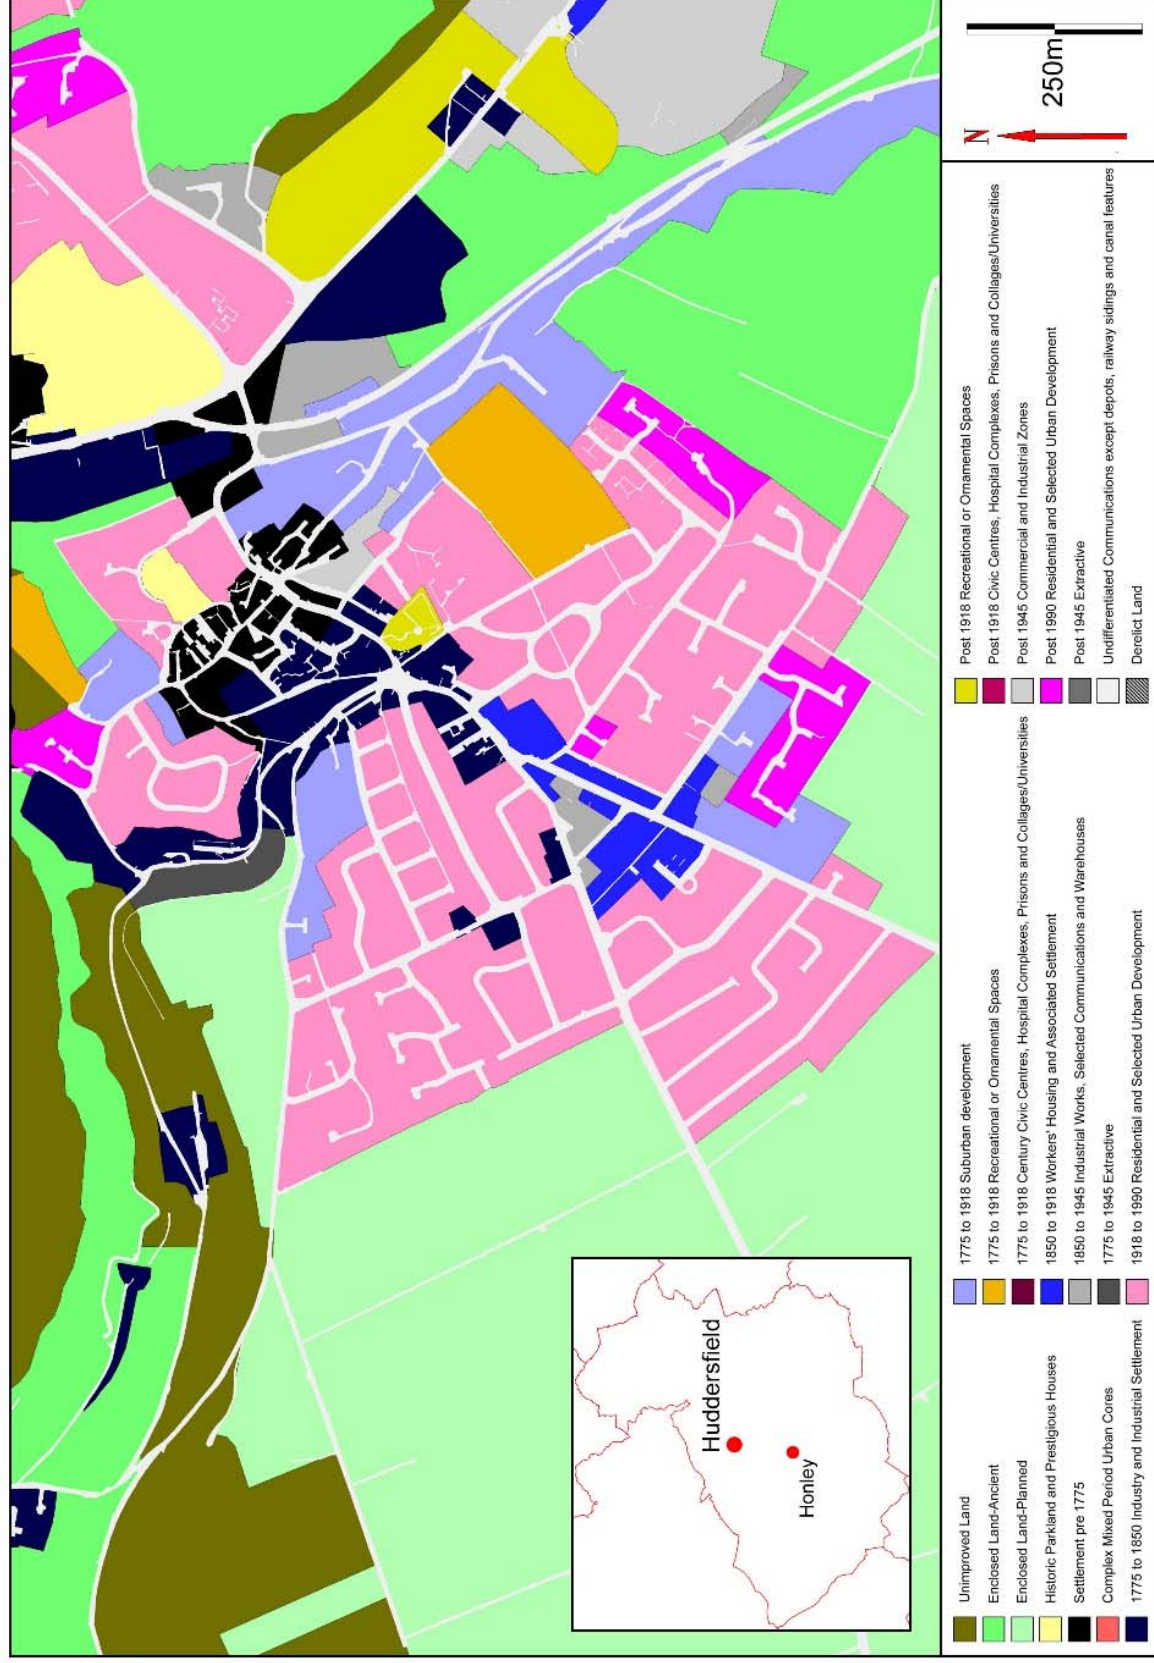 Huddersfield
Honley
Unimproved Land
Enclosed Land-Ancient
Enclosed Land-Planned
Historic Parkland and Prestigious Houses
Settlement pre 1775
Complex Mixed Period Urban Cores
1775 to 1850 Industry and Industrial Settlement
1775 to 1918 Suburban development
1775 to 1918 Recreational or Ornamental Spaces
1775 to 1918 Century Civic Centres, Hospital Complexes, Prisons and Collages/Universities
1850 to 1918 Workers' Housing and Associated Settlement
1850 to 1945 Industrial Works, Selected Communications and Warehouses
1775 to 1945 Extractive
1918 to 1990 Residential and Selected Urban Development
Post 1918 Recreational or Ornamental Spaces
Post 1918 Civic Centres, Hospital Complexes, Prisons and Collages/Universities
Post 1945 Commercial and Industrial Zones
Post 1990 Residential and Selected Urban Development
Post 1945 Extractive
Undifferentiated Communications except depots, railway sidings and canal features
Derelict Land
N
250m